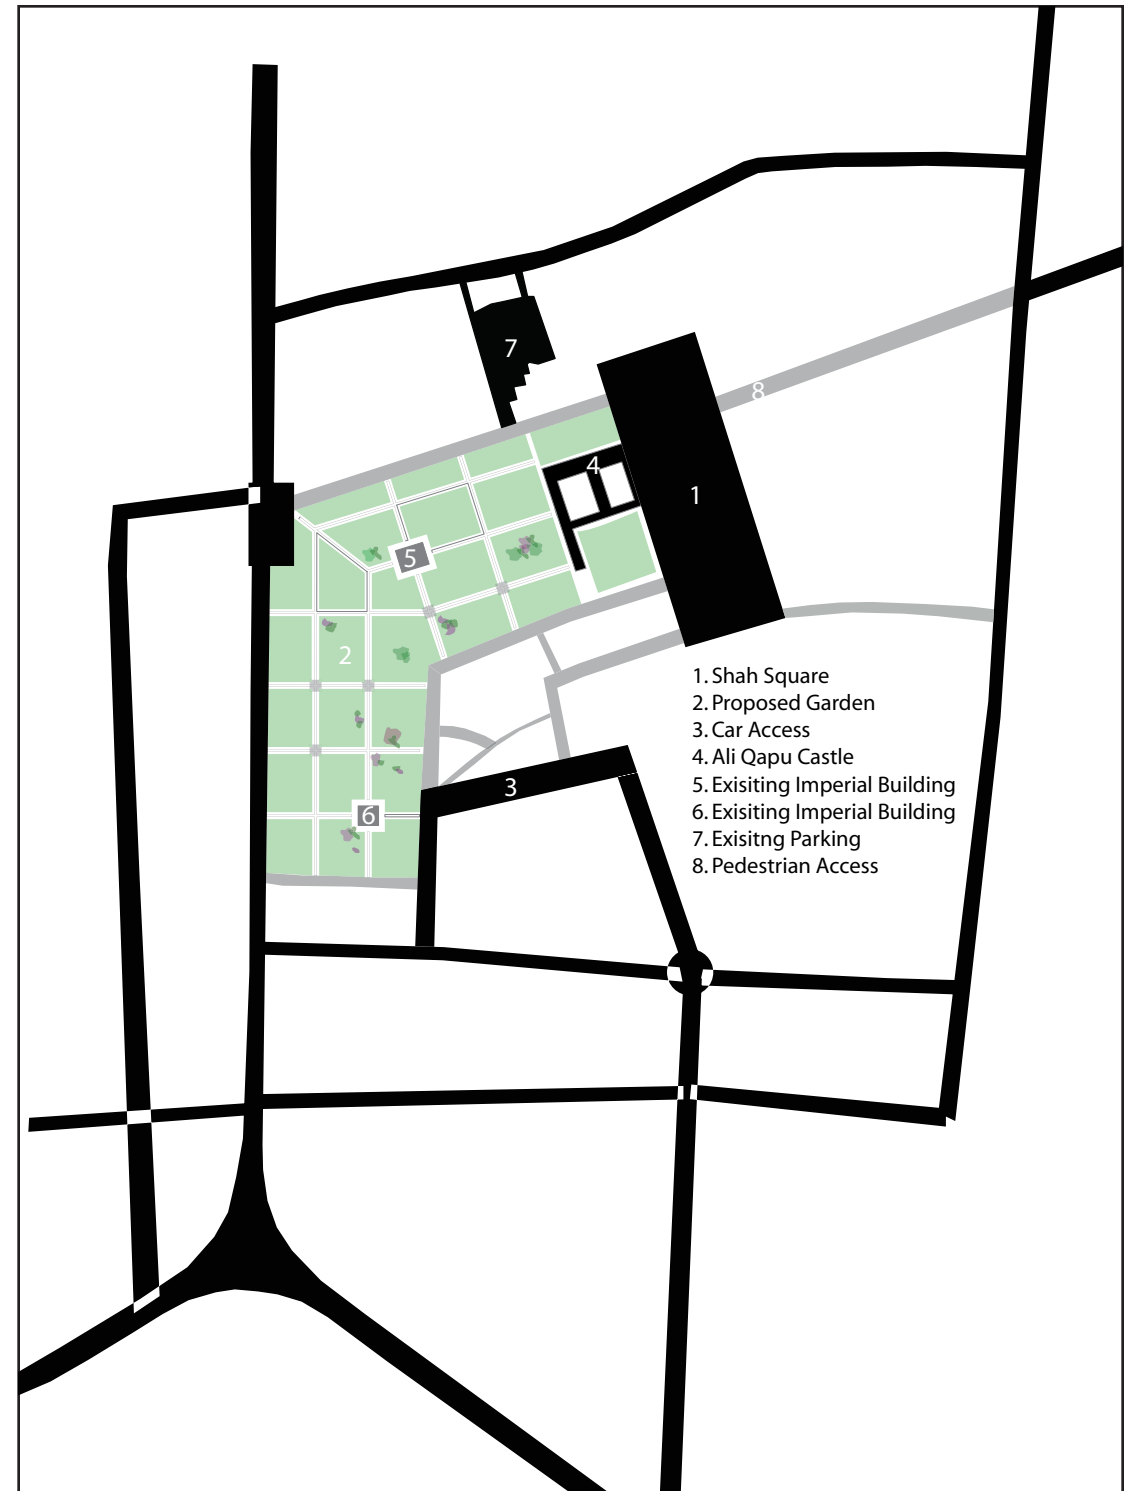 7
8
4
1
5
2
1. Shah Square
2. Proposed Garden
3. Car Access
4. Ali Qapu Castle
5. Exisiting Imperial Building
6. Exisiting Imperial Building
7. Exisitng Parking
8. Pedestrian Access
3
6